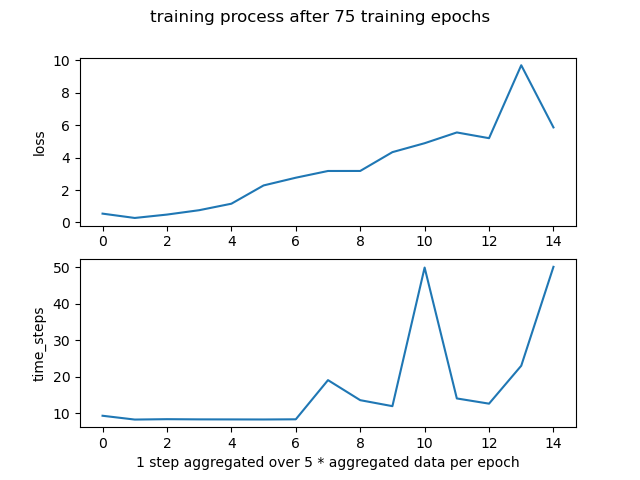 training process after 75 training epochs
10
8
6
4
2
0
loss
0 2 4 6 8 10 12 14
50
40
30
20
10
time_steps
0 2 4 6 8 10 12 14
1 step aggregated over 5 * aggregated data per epoch